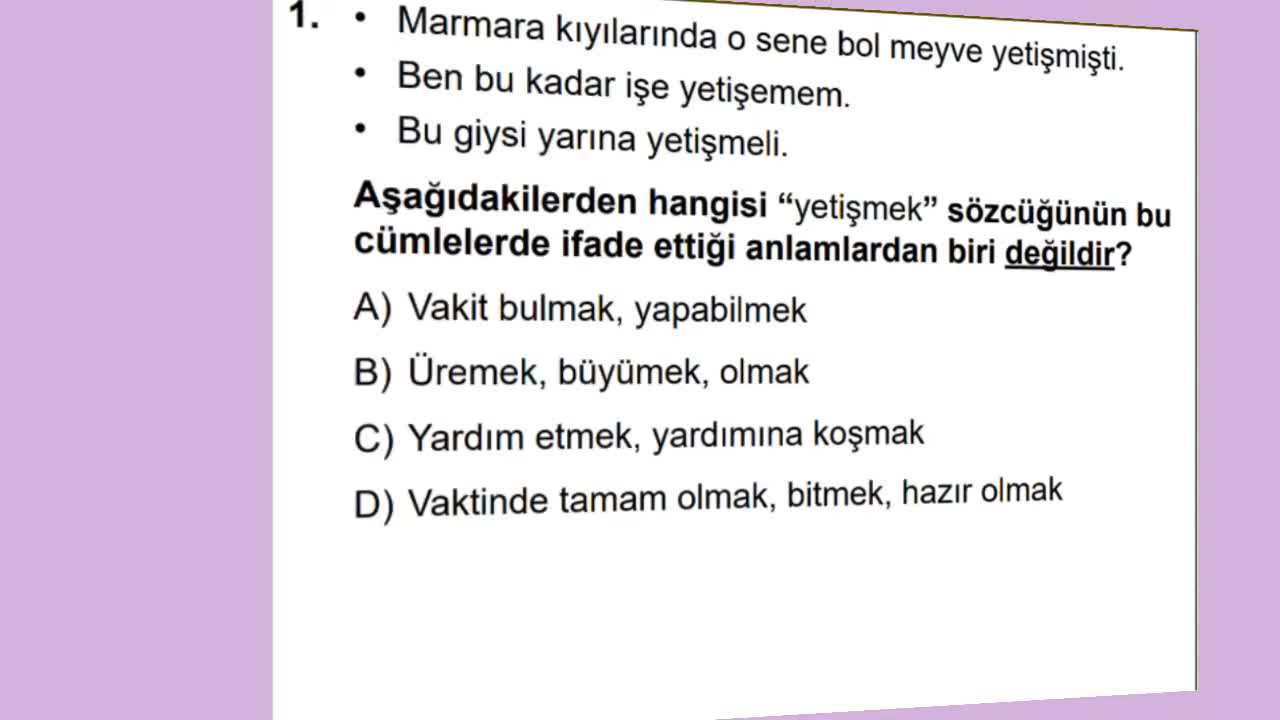 1. • Marmara kıyılarında o sene bol meyve yetişmişti.
• Ben bu kadar işe yetişemem.
• Bu giysi yarına yetişmeli.
Aşağıdakilerden hangisi “yetişmek” sözcüğünün bu
cümlelerde ifade ettiği anlamlardan biri değildir?
A) Vakit bulmak, yapabilmek
B) Üremek, büyümek, olmak
C) Yardım etmek, yardımına koşmak
D) Vaktinde tamam olmak, bitmek, hazır olmak